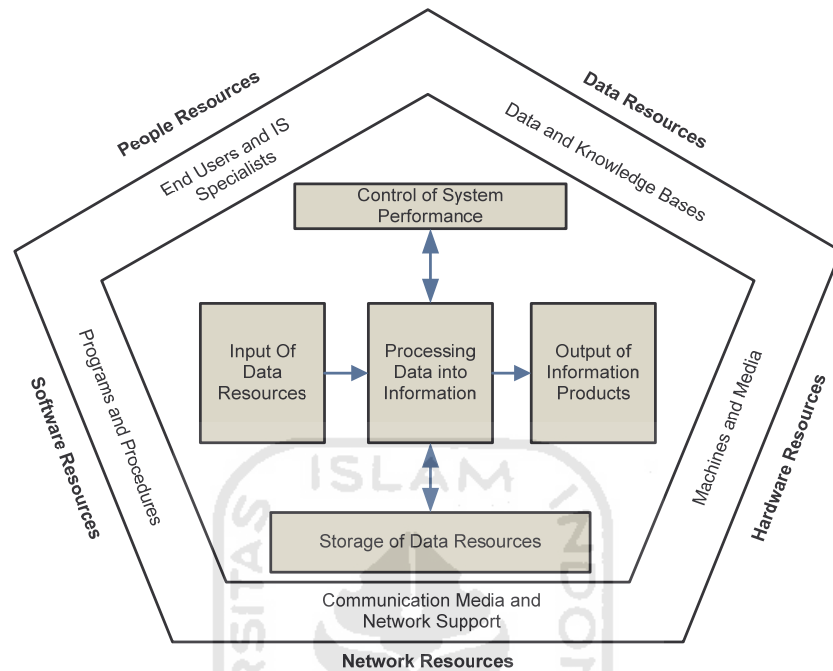 People Resources
Data Resources
End Users and IS
Specialists
Data and Knowledge Bases
Control of System
Performance
Input Of
Data
Resources
Processing
Data into
Information
Output of
Information
Products
Programs and Procedures
Software Resources
Machines and Media
Hardware Resources
ISLAM
Storage of Data Resources
Communication Media and
Network Support
Network Resources